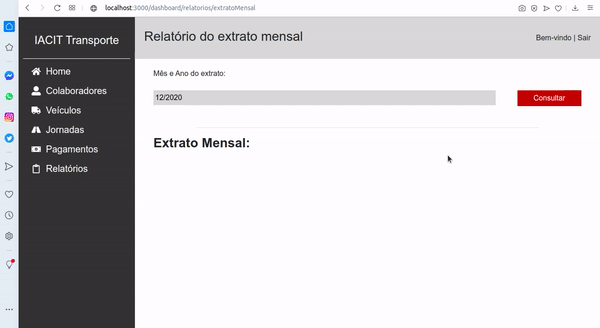 localhost:3000/dashboard/relatorios/extratoMensal
IACIT Transporte
Relatório do extrato mensal
Bem-vindo | Sair
Home
Colaboradores
Veículos
Jornadas
Pagamentos
Relatórios
Mês e Ano do extrato:
12/2020
Consultar
Extrato Mensal: